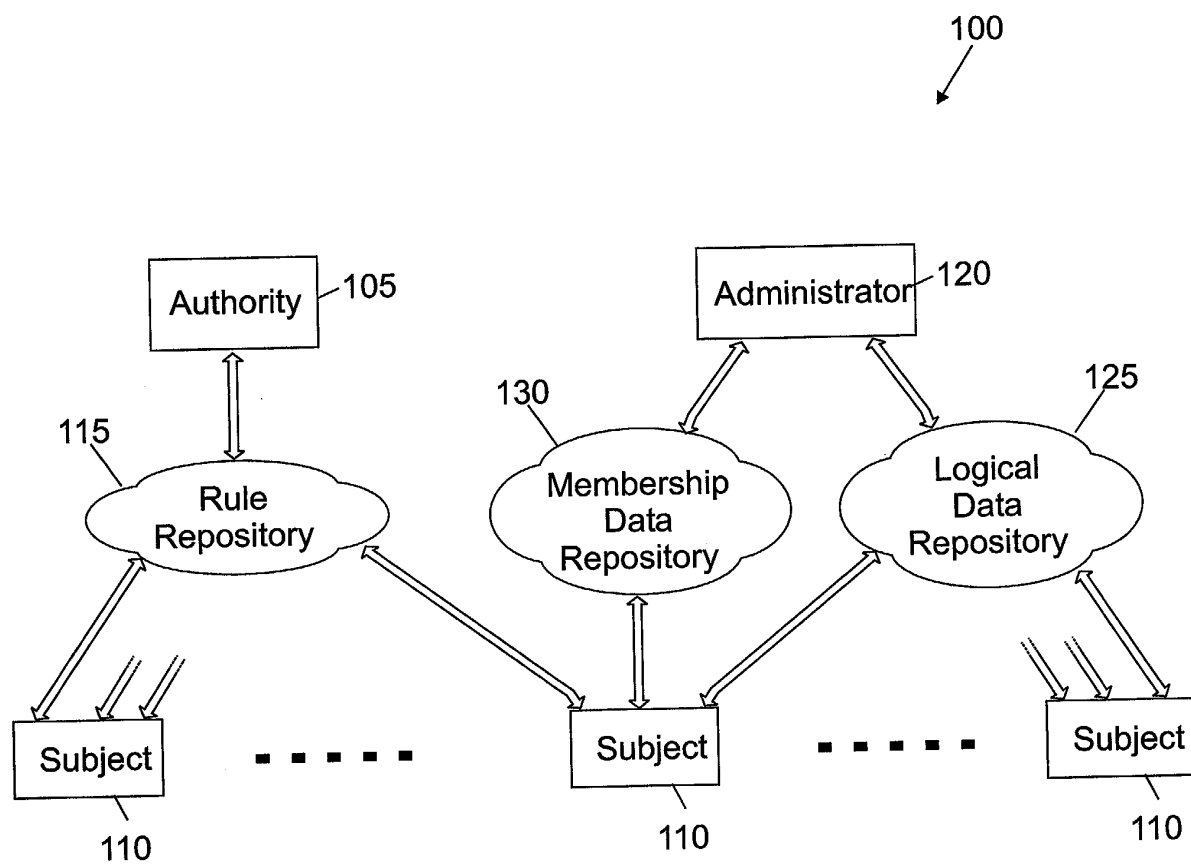 100
Authority
105
Administrator
120
115
130
125
Rule
Repository
Membership
Data
Repository
Logical
Data
Repository
Subject
Subject
Subject
110
110
110